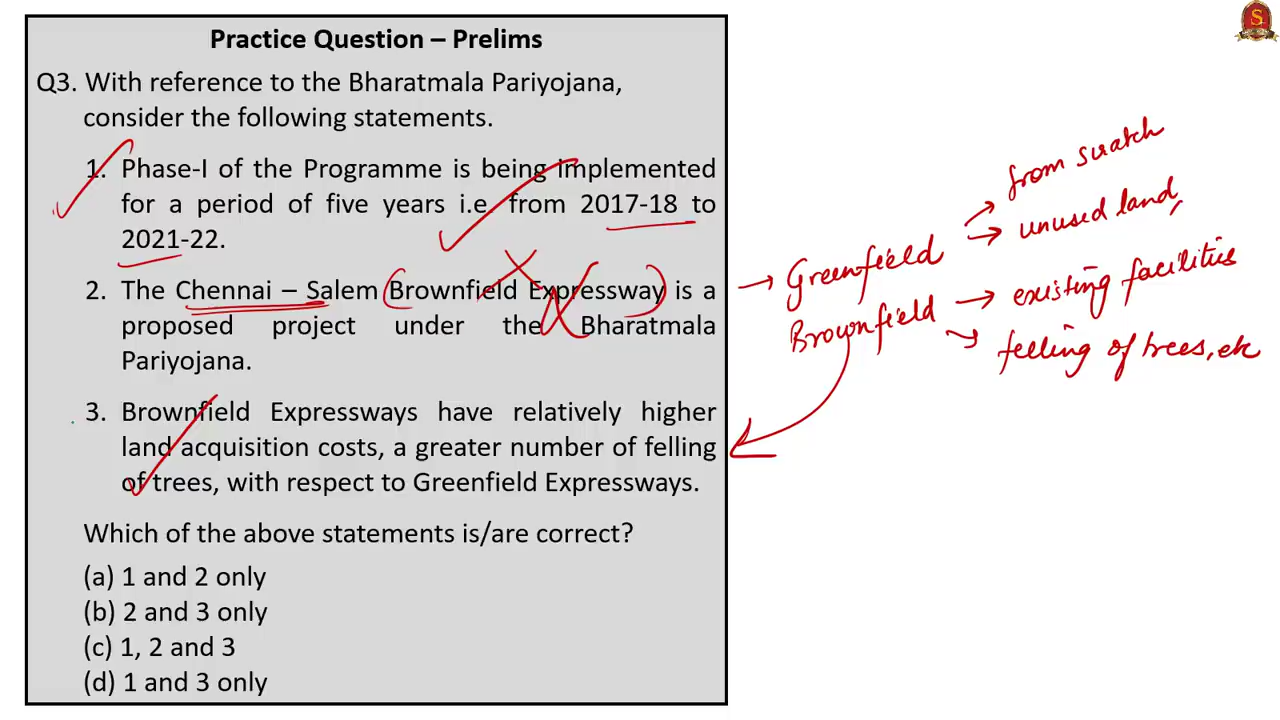 Practice Question – Prelims
Q3. With reference to the Bharatmala Pariyojana,
consider the following statements.
1. Phase-I of the Programme is being implemented
for a period of five years i.e. from 2017-18 to
2021-22.
2. The Chennai – Salem Brownfield Expressway is a
proposed project under the Bharatmala
Pariyojana.
3. Brownfield Expressways have relatively higher
land acquisition costs, a greater number of felling
of trees, with respect to Greenfield Expressways.
Which of the above statements is/are correct?
(a) 1 and 2 only
(b) 2 and 3 only
(c) 1, 2 and 3
(d) 1 and 3 only
from scratch
unused land,
Greenfield
existing facilities
Brownfield
felling of trees, etc
S